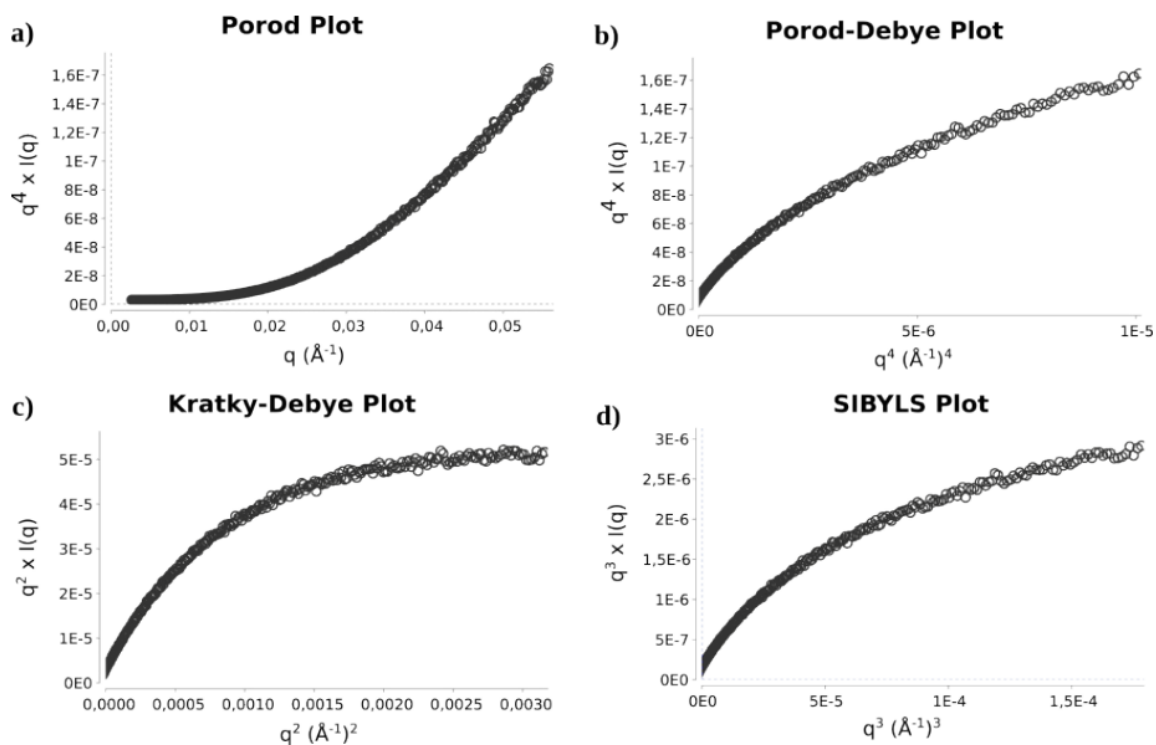 a)
Porod Plot
q⁴ x I(q)
1,6E-7
1,4E-7
1,2E-7
1E-7
8E-8
6E-8
4E-8
2E-8
0E0
0,00 0,01 0,02 0,03 0,04 0,05
q (Å⁻¹)
b)
Porod-Debye Plot
q⁴ x I(q)
1,6E-7
1,4E-7
1,2E-7
1E-7
8E-8
6E-8
4E-8
2E-8
0E0
0E0 5E-6 1E-5
q⁴ (Å⁻¹)⁴
c)
Kratky-Debye Plot
q² x I(q)
5E-5
4E-5
3E-5
2E-5
1E-5
0E0
0,0000 0,0005 0,0010 0,0015 0,0020 0,0025 0,0030
q² (Å⁻¹)²
d)
SIBYLS Plot
q³ x I(q)
3E-6
2,5E-6
2E-6
1,5E-6
1E-6
5E-7
0E0
0E0 5E-5 1E-4 1,5E-4
q³ (Å⁻¹)³